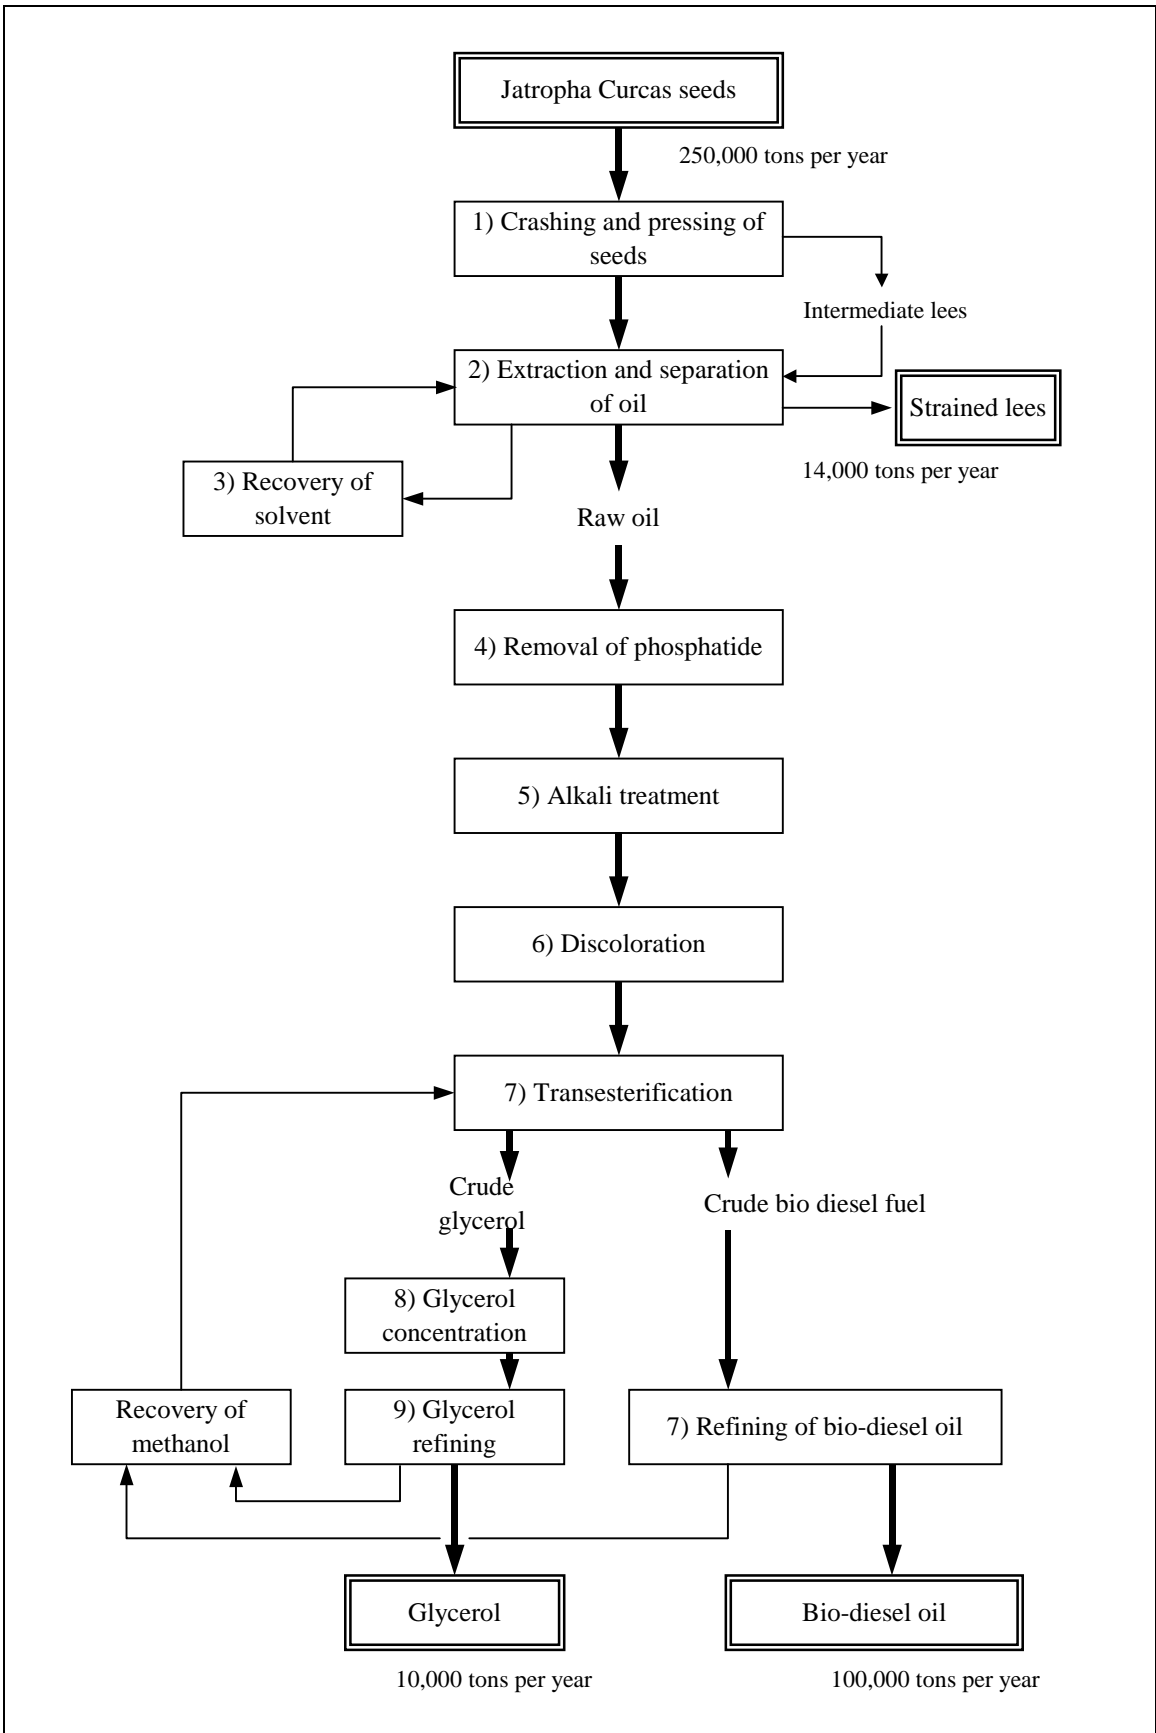 Jatropha Curcas seeds
250,000 tons per year
1) Crashing and pressing of
seeds
Intermediate lees
2) Extraction and separation
of oil
Strained lees
14,000 tons per year
3) Recovery of
solvent
Raw oil
4) Removal of phosphatide
5) Alkali treatment
6) Discoloration
7) Transesterification
Crude
glycerol
Crude bio diesel fuel
8) Glycerol
concentration
Recovery of
methanol
9) Glycerol
refining
7) Refining of bio-diesel oil
Glycerol
Bio-diesel oil
10,000 tons per year
100,000 tons per year